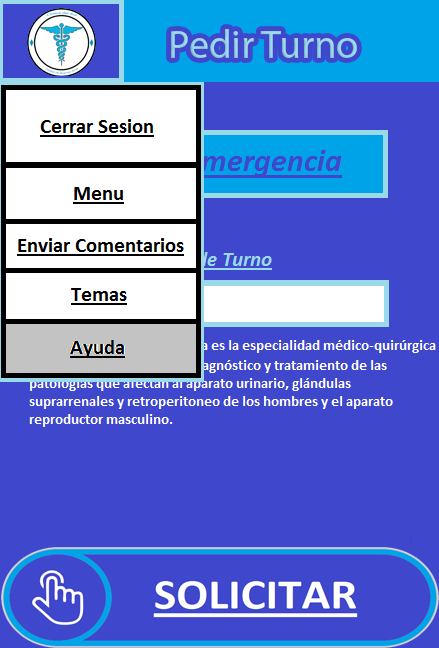 Pedir Turno
Cerrar Sesion
mergencia
Menu
Enviar Comentarios
de Turno
Temas
Ayuda
a es la especialidad médico-quirúrgica
agnóstico y tratamiento de las
patologías que afectan al aparato urinario, glándulas
suprarrenales y retroperitoneo de los hombres y el aparato
reproductor masculino.
SOLICITAR